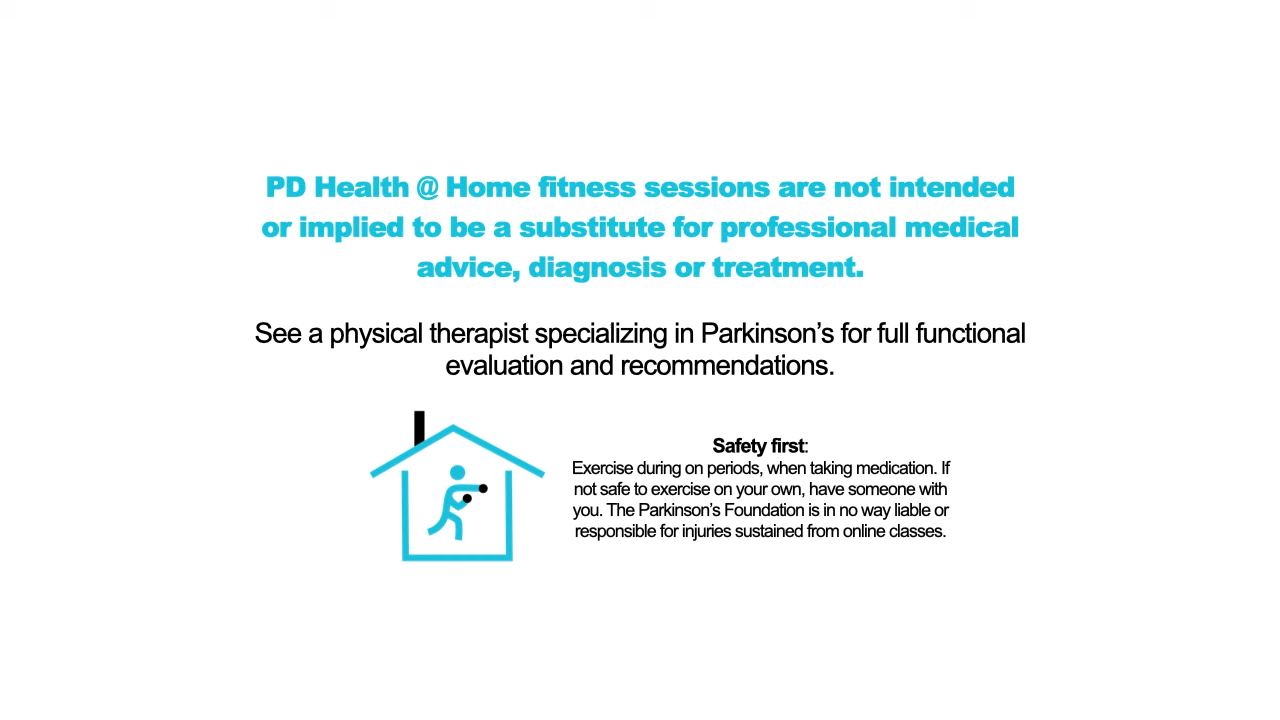 PD Health @ Home fitness sessions are not intended
or implied to be a substitute for professional medical
advice, diagnosis or treatment.
See a physical therapist specializing in Parkinson’s for full functional
evaluation and recommendations.
Safety first:
Exercise during on periods, when taking medication. If
not safe to exercise on your own, have someone with
you. The Parkinson’s Foundation is in no way liable or
responsible for injuries sustained from online classes.